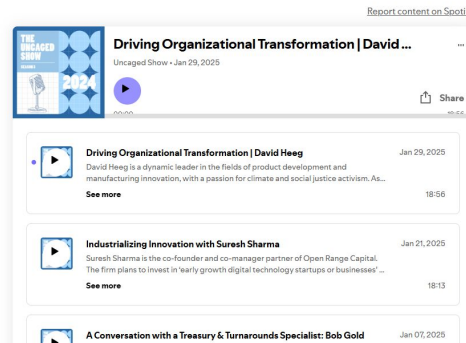 Report content on Spoti
THE
UNCAGED
SHOW
2024
Driving Organizational Transformation | David ...
...
Uncaged Show • Jan 29, 2025
Share
00:00
18:56
Driving Organizational Transformation | David Heeg
Jan 29, 2025
David Heeg is a dynamic leader in the fields of product development and
manufacturing innovation, with a passion for climate and social justice activism. As...
See more
18:56
Industrializing Innovation with Suresh Sharma
Jan 21, 2025
Suresh Sharma is the co-founder and co-manager partner of Open Range Capital.
The firm plans to invest in 'early growth digital technology startups or businesses' ...
See more
18:13
A Conversation with a Treasury & Turnarounds Specialist: Bob Gold
Jan 07, 2025